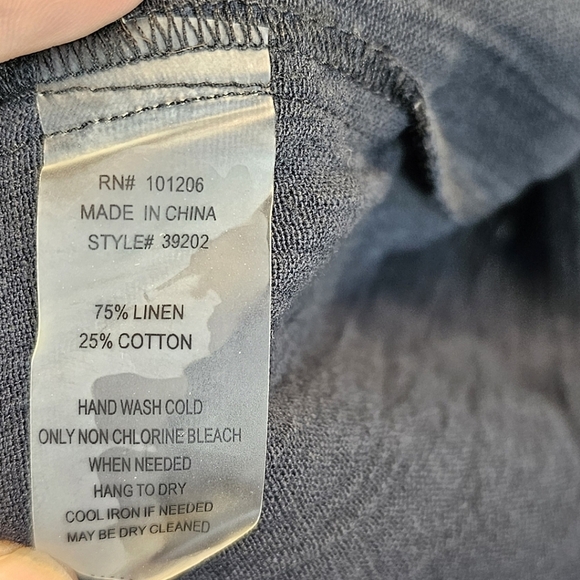 RN# 101206
MADE IN CHINA
STYLE# 39202
75% LINEN
25% COTTON
HAND WASH COLD
ONLY NON CHLORINE BLEACH
WHEN NEEDED
HANG TO DRY
COOL IRON IF NEEDED
MAY BE DRY CLEANED